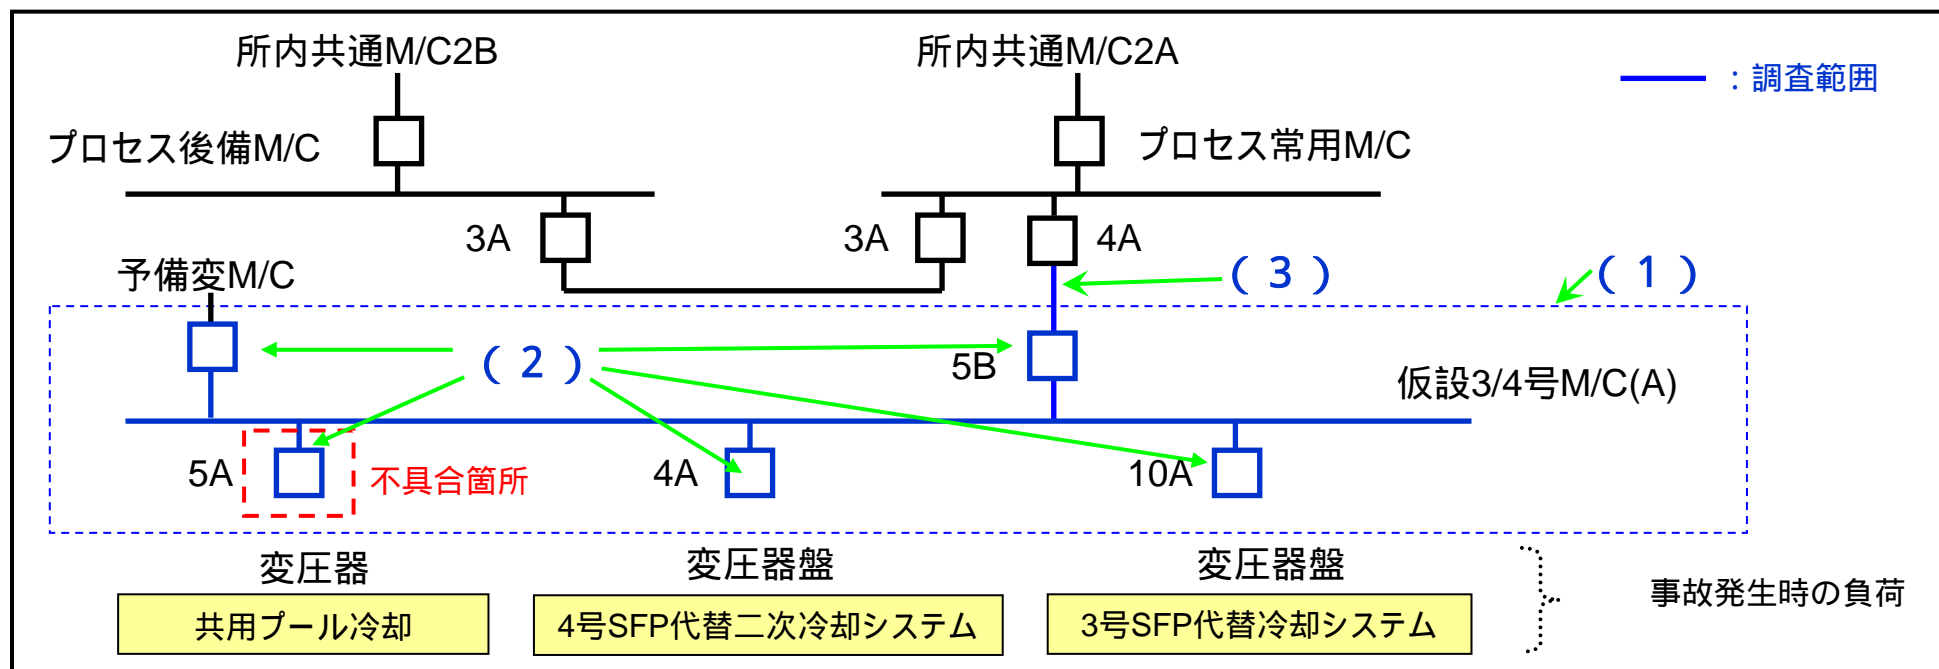 所内共通M/C2B
所内共通M/C2A
：調査範囲
プロセス後備M/C
プロセス常用M/C
3A
3A
4A
予備変M/C
（３）
（１）
（２）
5B
仮設3/4号M/C(A)
5A
不具合箇所
4A
10A
変圧器
変圧器盤
変圧器盤
共用プール冷却
4号SFP代替二次冷却システム
3号SFP代替冷却システム
事故発生時の負荷